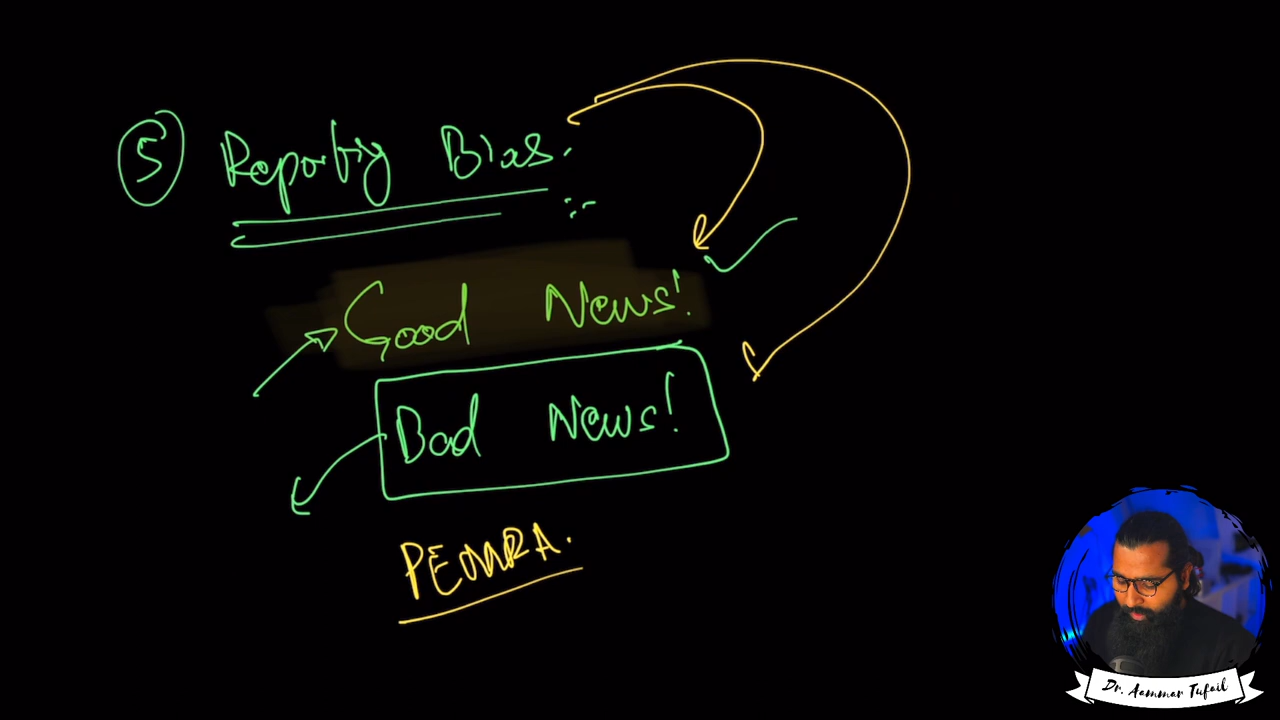 5 Reporting Bias.
:-
Good News!
Bad News!
PEMRA.
Dr. Aammar Tufail